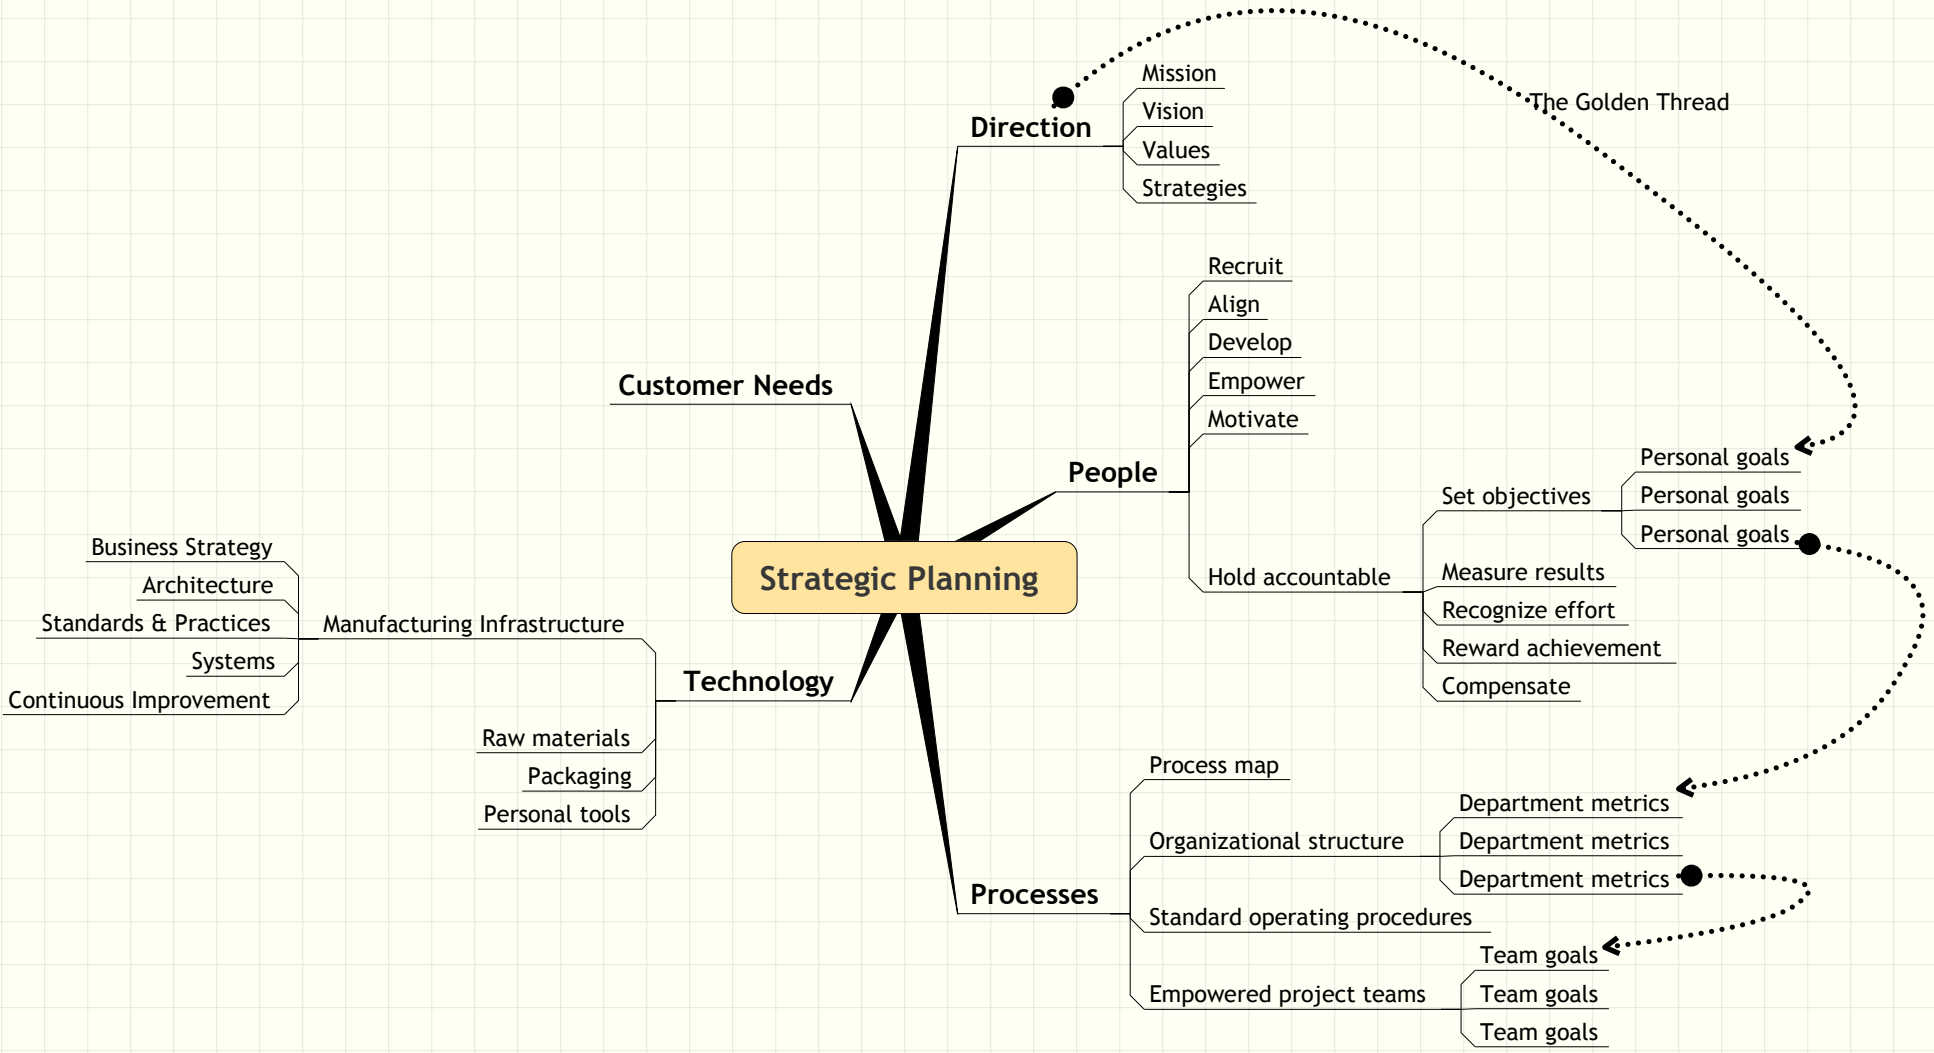 Mission
The Golden Thread
Vision
Direction
Values
Strategies
Recruit
Align
Develop
Empower
Motivate
People
Hold accountable
Set objectives
Personal goals
Personal goals
Personal goals
Measure results
Recognize effort
Reward achievement
Compensate
Customer Needs
Strategic Planning
Technology
Manufacturing Infrastructure
Business Strategy
Architecture
Standards & Practices
Systems
Continuous Improvement
Raw materials
Packaging
Personal tools
Processes
Process map
Organizational structure
Department metrics
Department metrics
Department metrics
Standard operating procedures
Empowered project teams
Team goals
Team goals
Team goals